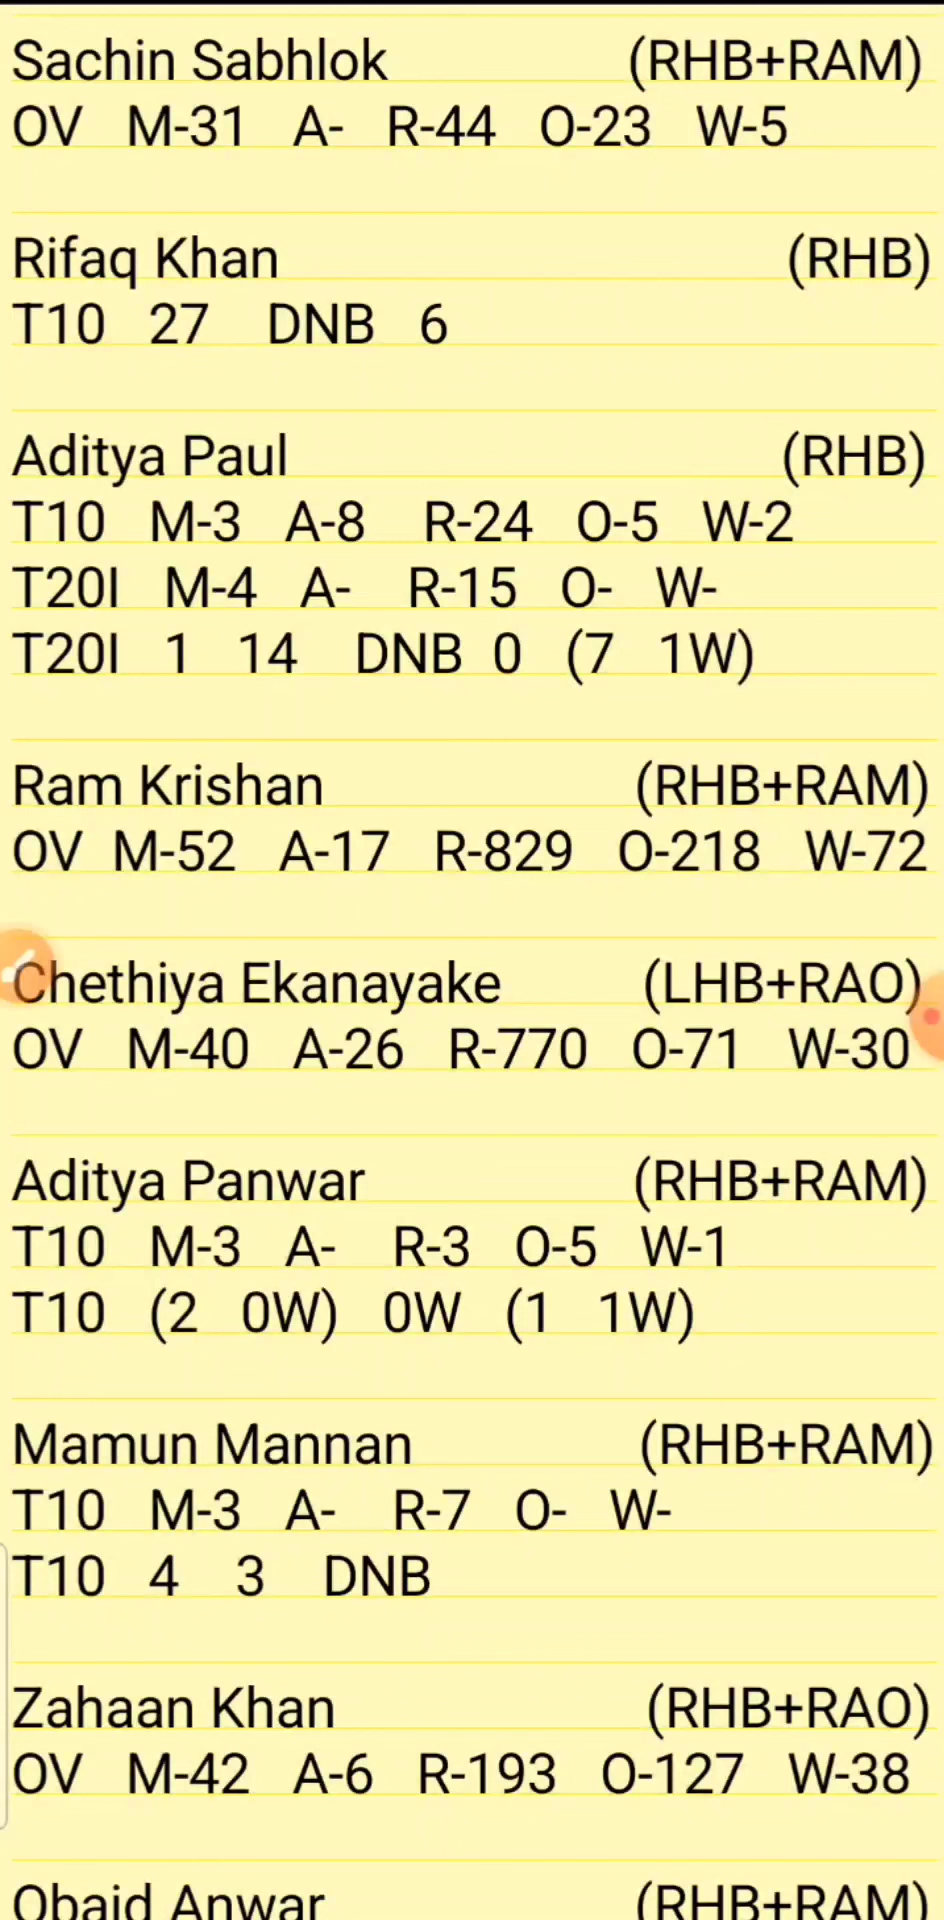 Sachin Sabhlok (RHB+RAM)
OV M-31 A- R-44 O-23 W-5
Rifaq Khan (RHB)
T10 27 DNB 6
Aditya Paul (RHB)
T10 M-3 A-8 R-24 O-5 W-2
T20I M-4 A- R-15 O- W-
T20I 1 14 DNB 0 (7 1W)
Ram Krishan (RHB+RAM)
OV M-52 A-17 R-829 O-218 W-72
Chethiya Ekanayake (LHB+RAO)
OV M-40 A-26 R-770 O-71 W-30
Aditya Panwar (RHB+RAM)
T10 M-3 A- R-3 O-5 W-1
T10 (2 0W) 0W (1 1W)
Mamun Mannan (RHB+RAM)
T10 M-3 A- R-7 O- W-
T10 4 3 DNB
Zahaan Khan (RHB+RAO)
OV M-42 A-6 R-193 O-127 W-38
Obaid Anwar (RHB+RAM)